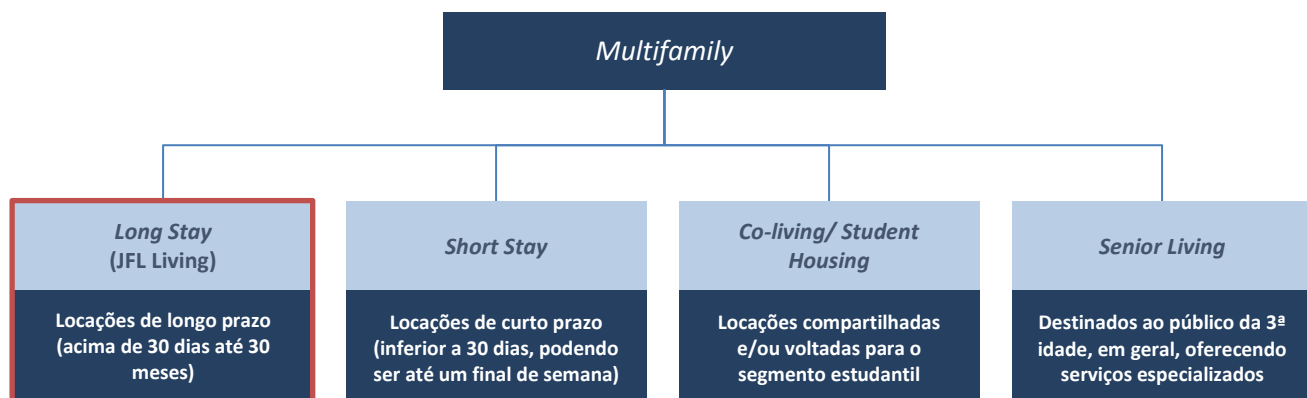 Multifamily
Long Stay
(JFL Living)
Locações de longo prazo
(acima de 30 dias até 30
meses)
Short Stay
Locações de curto prazo
(inferior a 30 dias, podendo
ser até um final de semana)
Co-living/ Student
Housing
Locações compartilhadas
e/ou voltadas para o
segmento estudantil
Senior Living
Destinados ao público da 3ª
idade, em geral, oferecendo
serviços especializados